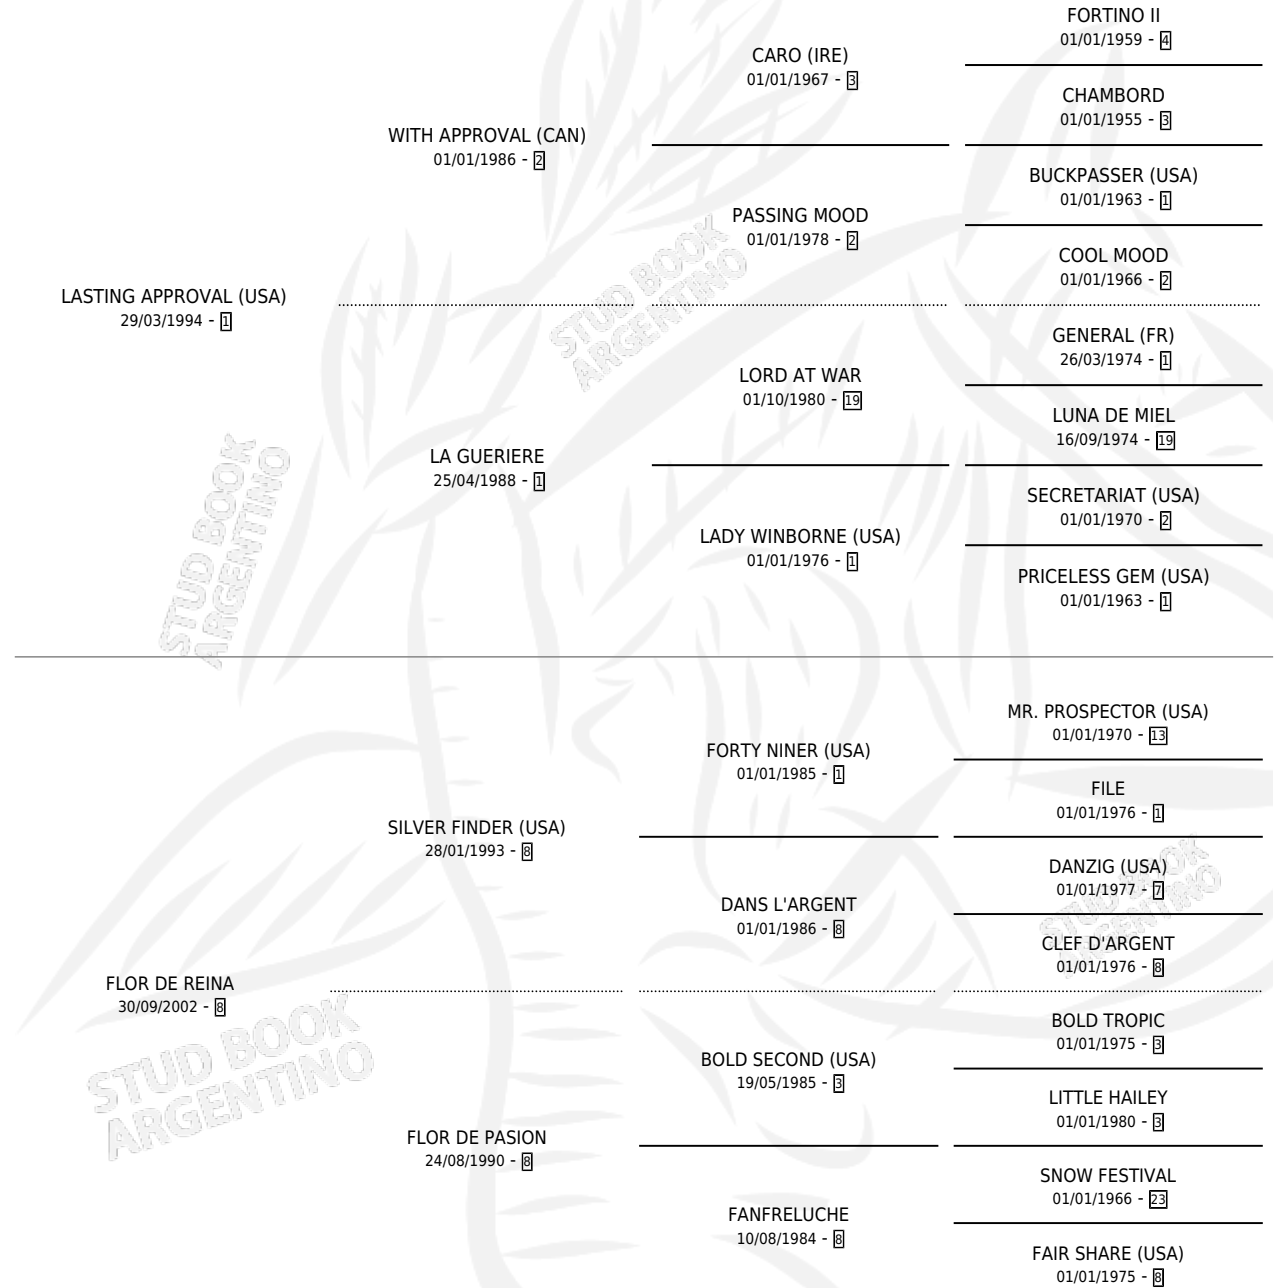 FORTINO II
01/01/1959 - 4
CARO (IRE)
01/01/1967 - 3
CHAMBORD
01/01/1955 - 3
WITH APPROVAL (CAN)
01/01/1986 - 2
BUCKPASSER (USA)
01/01/1963 - 1
PASSING MOOD
01/01/1978 - 2
COOL MOOD
01/01/1966 - 2
STUD BOOK
ARGENTINO
LASTING APPROVAL (USA)
29/03/1994 - 1
GENERAL (FR)
26/03/1974 - 1
LORD AT WAR
01/10/1980 - 19
LUNA DE MIEL
16/09/1974 - 19
LA GUERIERE
25/04/1988 - 1
SECRETARIAT (USA)
01/01/1970 - 2
LADY WINBORNE (USA)
01/01/1976 - 1
PRICELESS GEM (USA)
01/01/1963 - 1
STUD BOOK
ARGENTINO
MR. PROSPECTOR (USA)
01/01/1970 - 13
FORTY NINER (USA)
01/01/1985 - 1
FILE
01/01/1976 - 1
SILVER FINDER (USA)
28/01/1993 - 8
DANZIG (USA)
01/01/1977 - 7
DANS L'ARGENT
01/01/1986 - 8
CLEF D'ARGENT
01/01/1976 - 8
STUD BOOK
ARGENTINO
FLOR DE REINA
30/09/2002 - 8
BOLD TROPIC
01/01/1975 - 3
BOLD SECOND (USA)
19/05/1985 - 3
LITTLE HAILEY
01/01/1980 - 3
STUD BOOK
ARGENTINO
FLOR DE PASION
24/08/1990 - 8
SNOW FESTIVAL
01/01/1966 - 23
FANFRELUCHE
10/08/1984 - 8
FAIR SHARE (USA)
01/01/1975 - 8